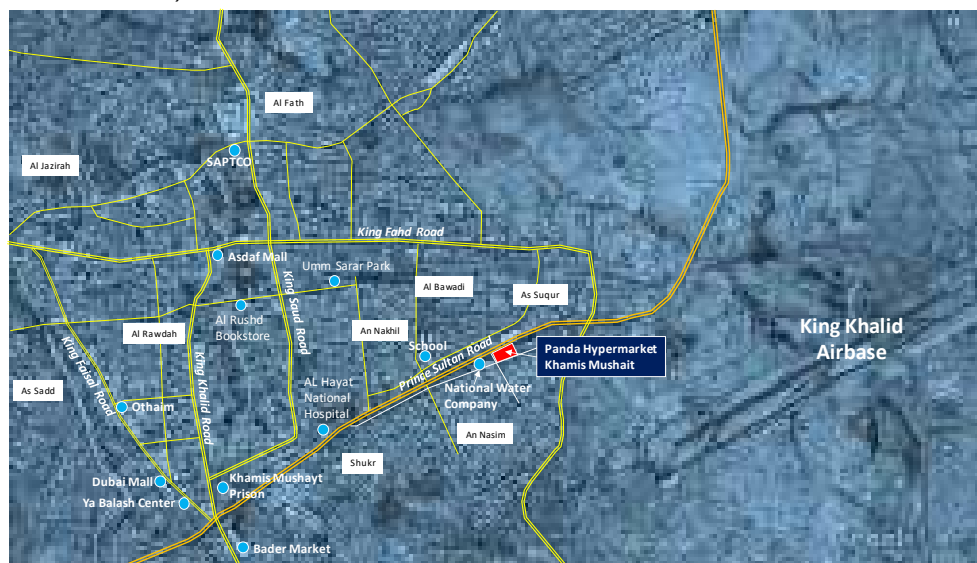 Al Fath
SAPTCO
Al Jazirah
King Fahd Road
Asdaf Mall
Umm Sarar Park
King Saud Road
Al Bawadi
As Suqur
Al Rushd
Bookstore
Al Rawdah
An Nakhil
School
Prince Sultan Road
King Khalid
Airbase
Panda Hypermarket
Khamis Mushait
King Faisal Road
King Khalid Road
As Sadd
AL Hayat
National
Hospital
National Water
Company
Othaim
An Nasim
Shukr
Dubai Mall
Khamis Mushayt
Prison
Ya Balash Center
Bader Market